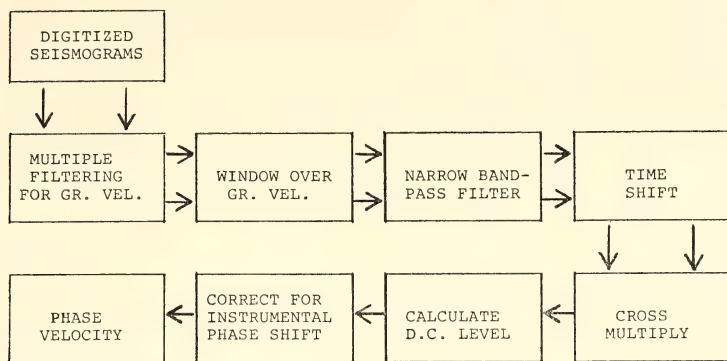 DIGITIZED
SEISMOGRAMS
MULTIPLE
FILTERING
FOR GR. VEL.
WINDOW OVER
GR. VEL.
NARROW BAND-
PASS FILTER
TIME
SHIFT
PHASE
VELOCITY
CORRECT FOR
INSTRUMENTAL
PHASE SHIFT
CALCULATE
D.C. LEVEL
CROSS
MULTIPLY